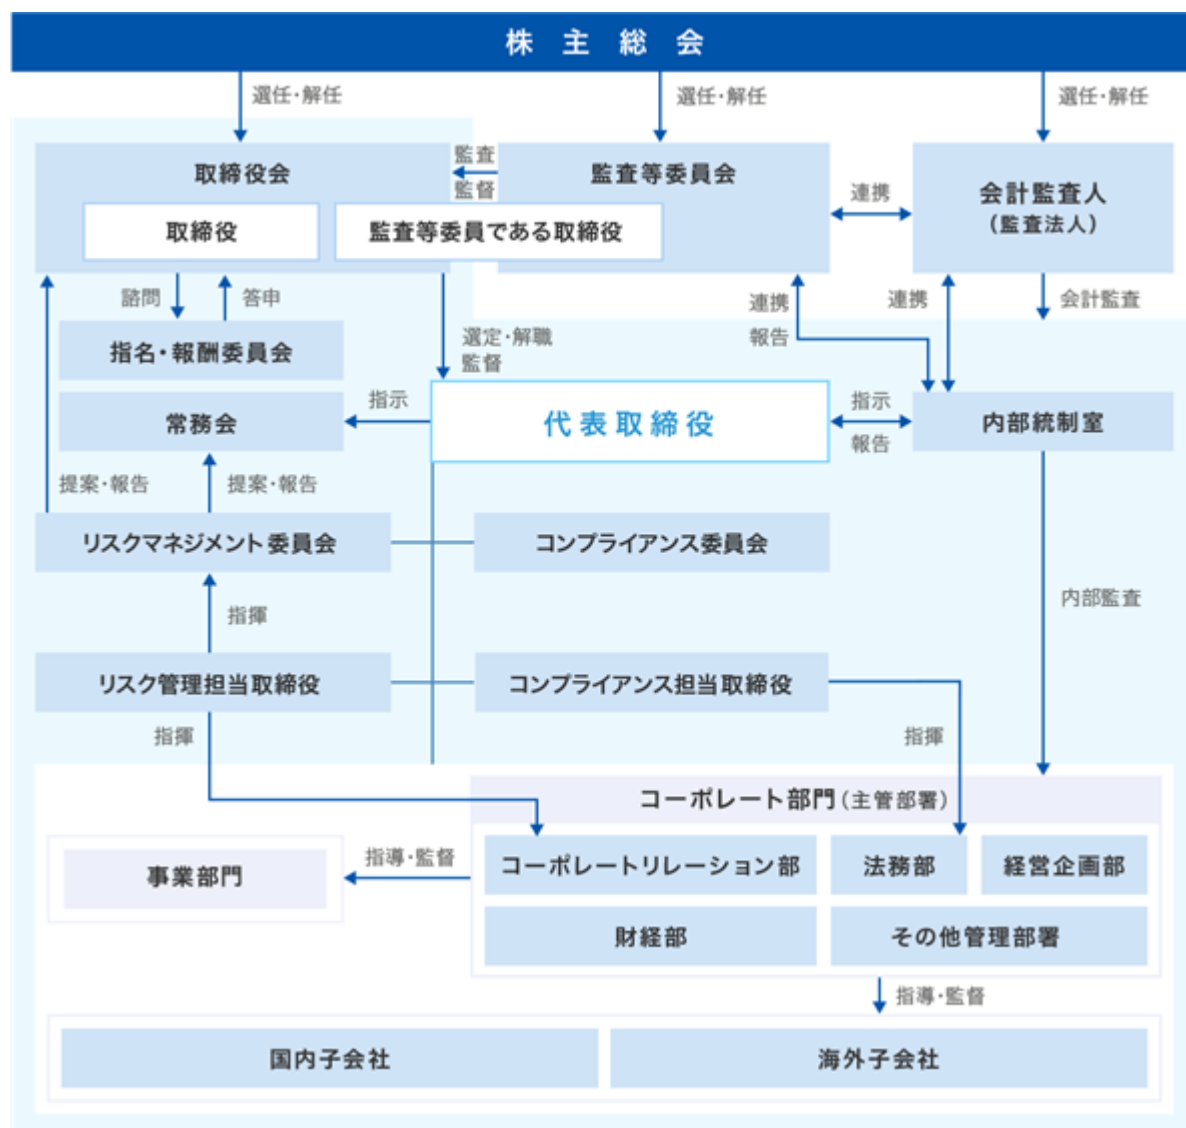 株主総会
選任・解任
選任・解任
選任・解任
取締役会
監査
監督
監査等委員会
連携
会計監査人
（監査法人）
取締役
監査等委員である取締役
諮問
答申
連携
報告
連携
会計監査
指名・報酬委員会
選定・解職
監督
常務会
指示
代表取締役
指示
報告
内部統制室
提案・報告
提案・報告
リスクマネジメント委員会
コンプライアンス委員会
内部監査
指揮
リスク管理担当取締役
コンプライアンス担当取締役
指揮
指揮
コーポレート部門（主管部署）
事業部門
指導・監督
コーポレートリレーション部
法務部
経営企画部
財経部
その他管理部署
指導・監督
国内子会社
海外子会社